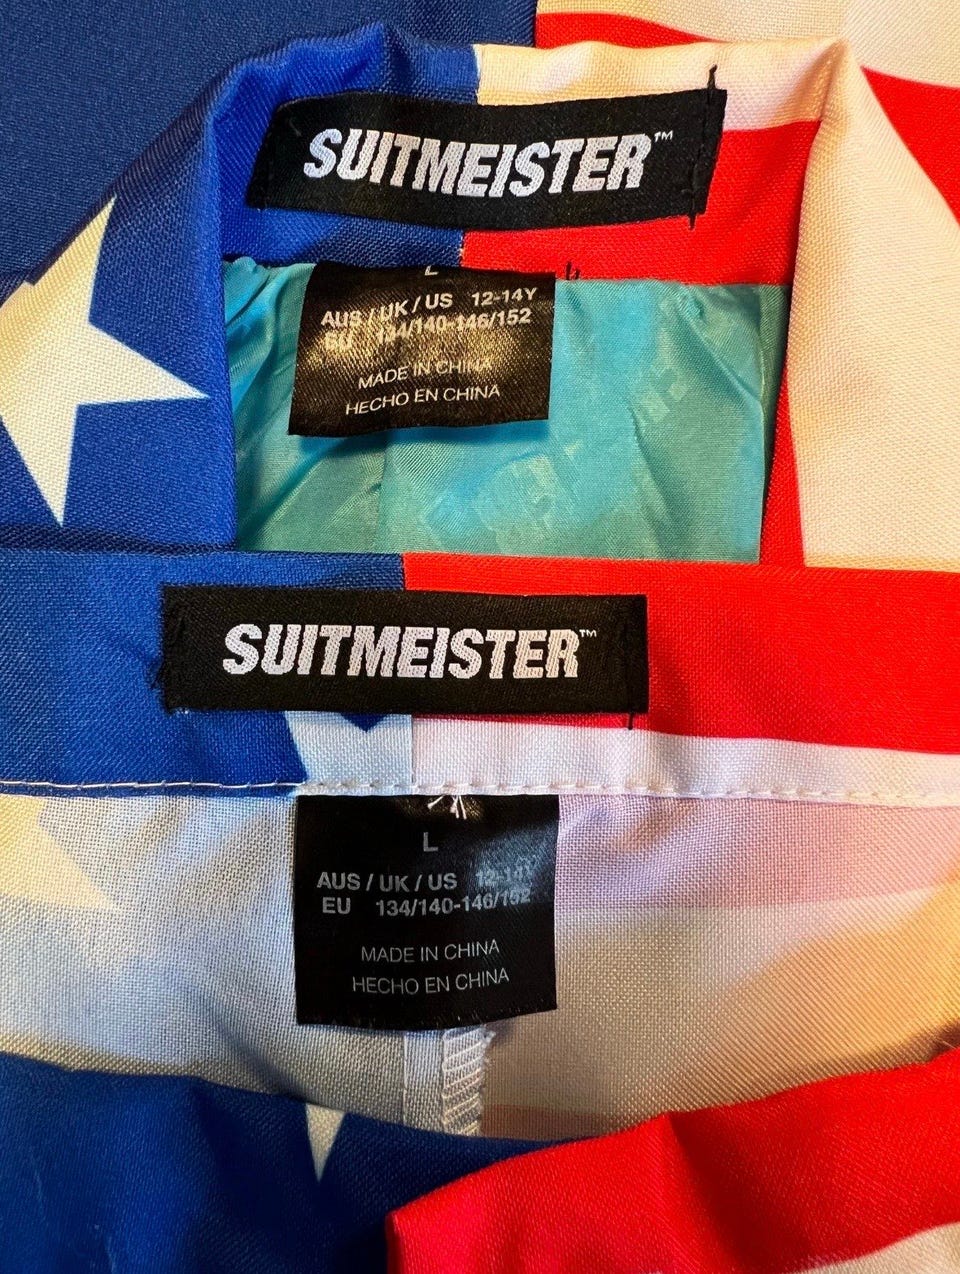 SUITMEISTER™
L
AUS / UK / US 12-14Y
EU 134/140-146/152
MADE IN CHINA
HECHO EN CHINA
SUITMEISTER™
L
AUS / UK / US 12-14Y
EU 134/140-146/152
MADE IN CHINA
HECHO EN CHINA